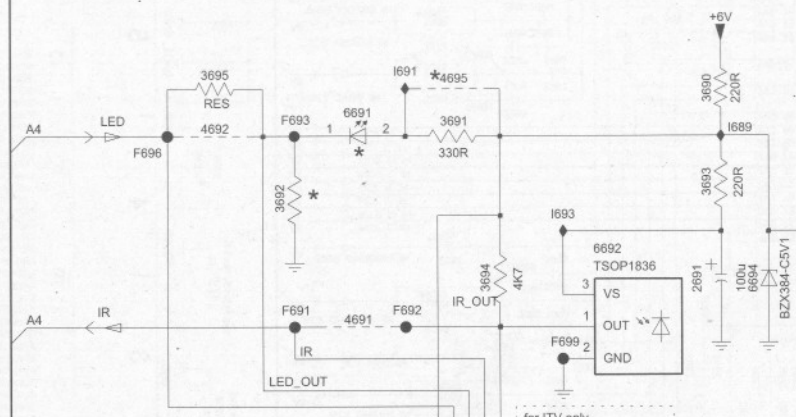 +6V
3690
220R
3695
RES
I691
*4695
LED
A4
F696
4692
F693
1
6691
2
*
3691
330R
I689
3692
*
3693
220R
I693
6692
TSOP1836
3
VS
1
OUT
2
GND
F699
3694
4K7
IR_OUT
+
2691
100u
6694
BZX384-C5V1
A4
IR
F691
4691
F692
IR
LED_OUT
for ITV only